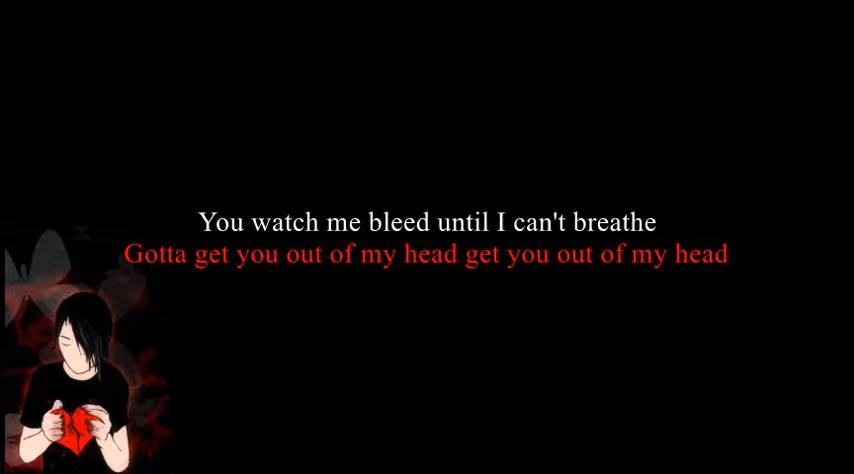 You watch me bleed until I can't breathe
Gotta get you out of my head get you out of my head